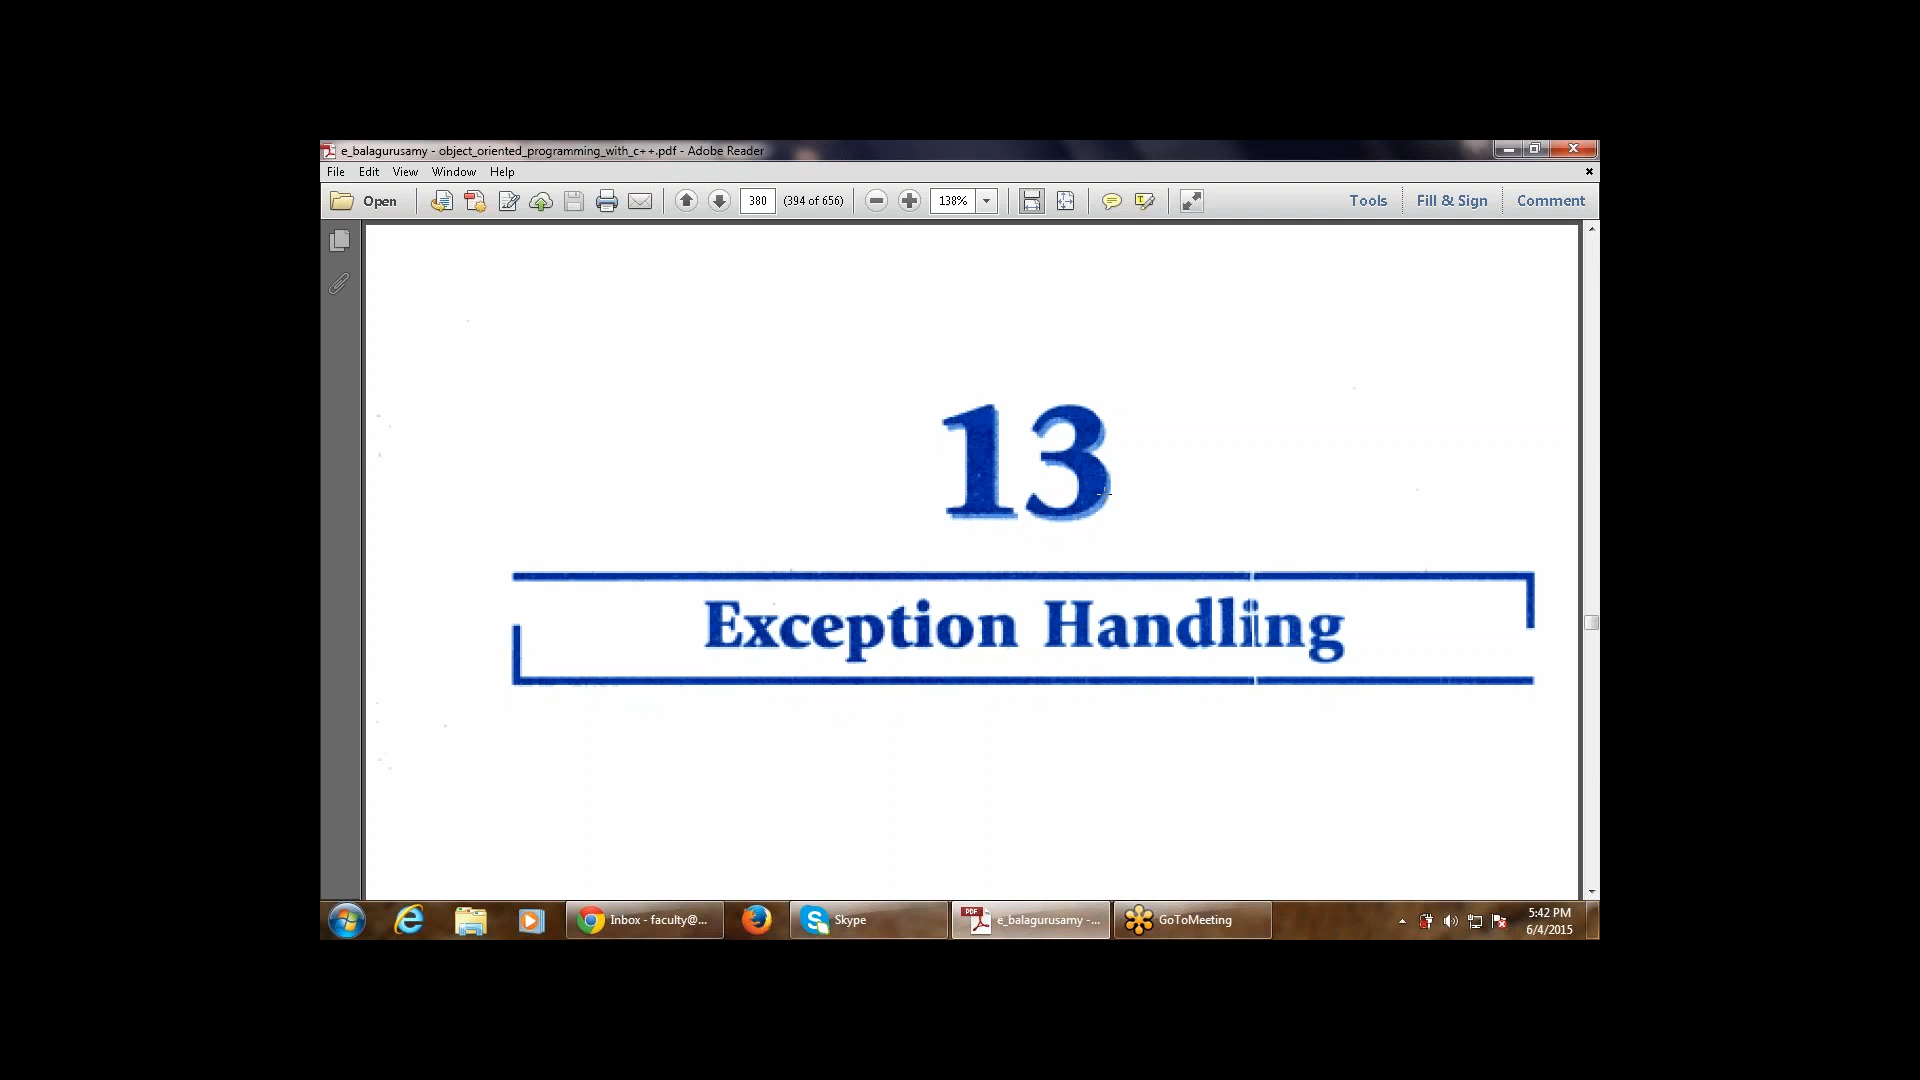 e_balagurusamy - object_oriented_programming_with_c++.pdf - Adobe Reader
File Edit View Window Help
Open 380 (394 of 656) 138% Tools Fill & Sign Comment
13
Exception Handling
Inbox - faculty@... Skype e_balagurusamy -... GoToMeeting 5:42 PM
6/4/2015